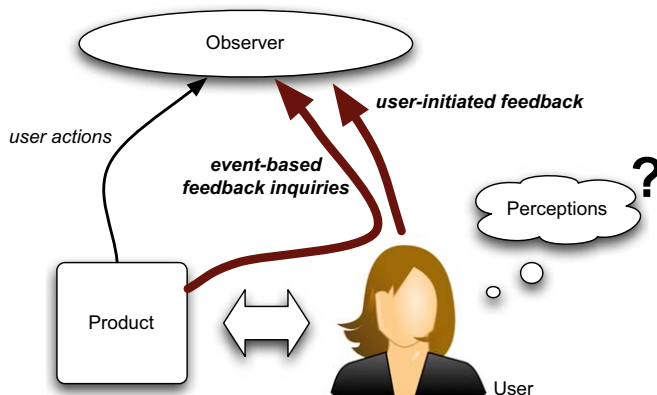 Observer
user-initiated feedback
user actions
event-based
feedback inquiries
?
Perceptions
Product
User